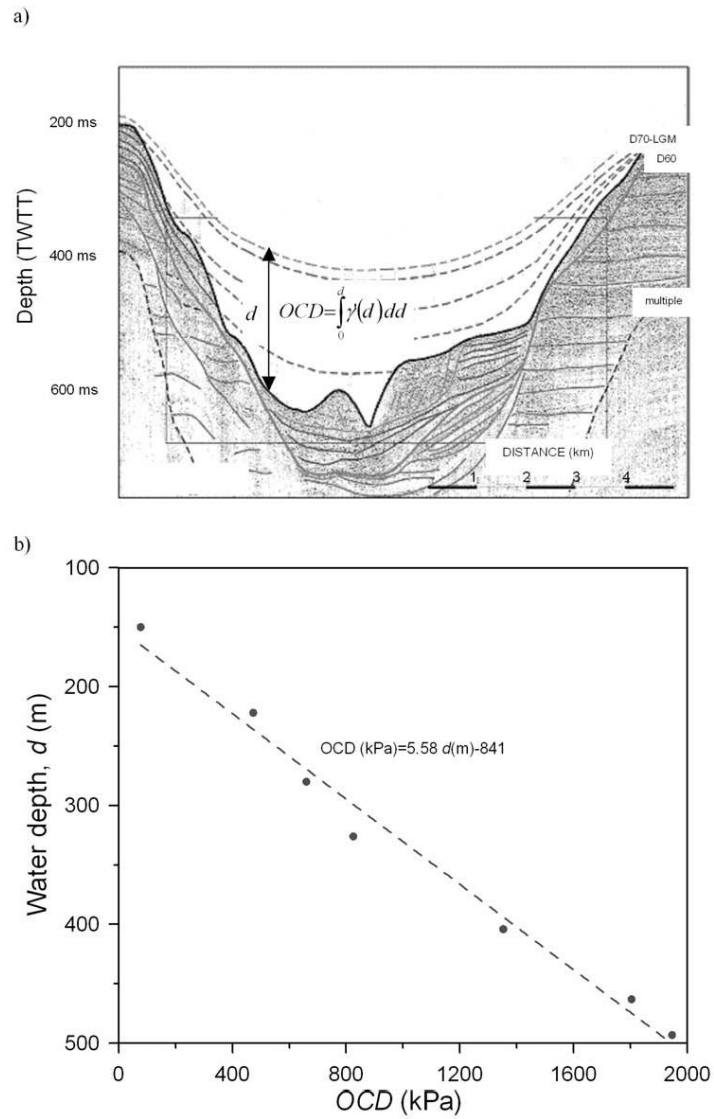 a)
200 ms
400 ms
600 ms
Depth (TWTT)
D70-LGM
D60
multiple
d
OCD=∫₀ᵈγ′(d)dd
DISTANCE (km)
1 2 3 4
b)
100
200
300
400
500
Water depth, d (m)
OCD (kPa)=5.58 d(m)-841
0 400 800 1200 1600 2000
OCD (kPa)